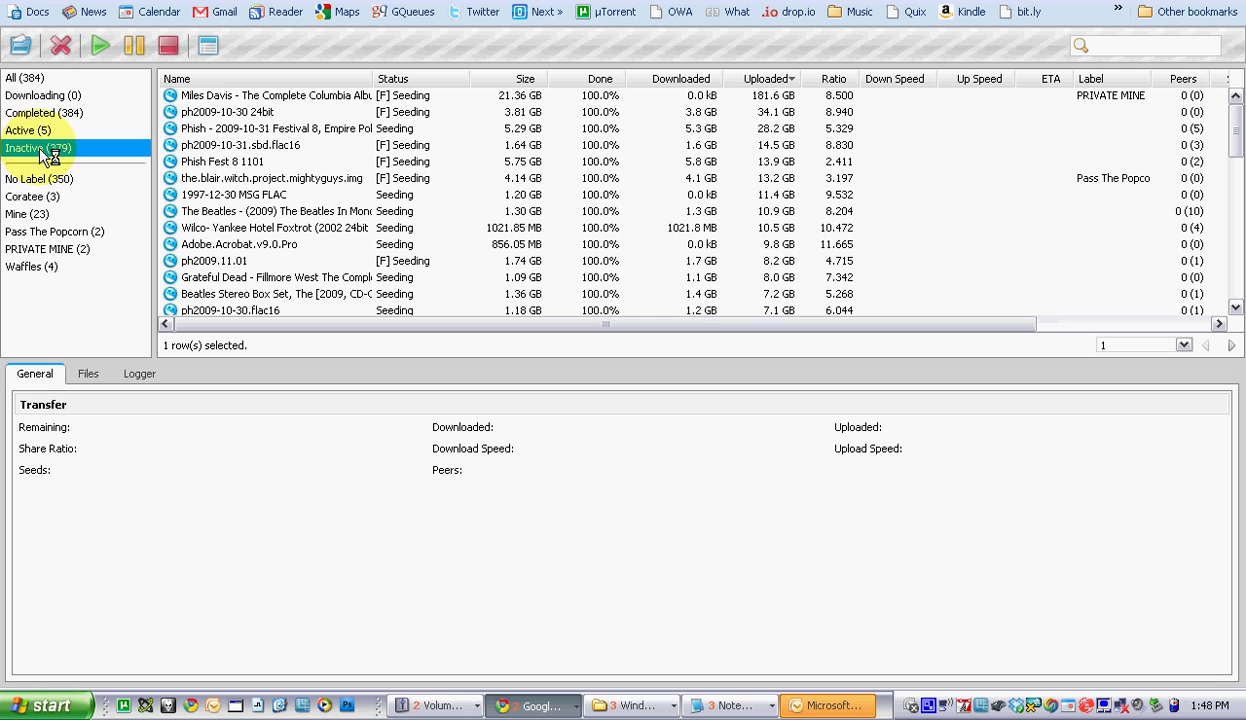 Docs News Calendar Gmail Reader Maps GQueues Twitter Next » µTorrent OWA What drop.io Music Quix Kindle bit.ly » Other bookmarks
All (384)
Downloading (0)
Completed (384)
Active (5)
Inactive (379)
No Label (350)
Coratee (3)
Mine (23)
Pass The Popcorn (2)
PRIVATE MINE (2)
Waffles (4)
Name Status Size Done Downloaded Uploaded Ratio Down Speed Up Speed ETA Label Peers
Miles Davis - The Complete Columbia Albu [F] Seeding 21.36 GB 100.0% 0.0 kB 181.6 GB 8.500 PRIVATE MINE 0 (0)
ph2009-10-30 24bit [F] Seeding 3.81 GB 100.0% 3.8 GB 34.1 GB 8.940 0 (0)
Phish - 2009-10-31 Festival 8, Empire Pol Seeding 5.29 GB 100.0% 5.3 GB 28.2 GB 5.329 0 (5)
ph2009-10-31.sbd.flac16 [F] Seeding 1.64 GB 100.0% 1.6 GB 14.5 GB 8.830 0 (3)
Phish Fest 8 1101 [F] Seeding 5.75 GB 100.0% 5.8 GB 13.9 GB 2.411 0 (2)
the.blair.witch.project.mightyguys.img [F] Seeding 4.14 GB 100.0% 4.1 GB 13.2 GB 3.197 Pass The Popco 0 (0)
1997-12-30 MSG FLAC Seeding 1.20 GB 100.0% 0.0 kB 11.4 GB 9.532 0 (0)
The Beatles - (2009) The Beatles In Mono Seeding 1.30 GB 100.0% 1.3 GB 10.9 GB 8.204 0 (10)
Wilco- Yankee Hotel Foxtrot (2002 24bit Seeding 1021.85 MB 100.0% 1021.8 MB 10.5 GB 10.472 0 (4)
Adobe.Acrobat.v9.0.Pro Seeding 856.05 MB 100.0% 0.0 kB 9.8 GB 11.665 0 (0)
ph2009.11.01 [F] Seeding 1.74 GB 100.0% 1.7 GB 8.2 GB 4.715 0 (1)
Grateful Dead - Fillmore West The Compl Seeding 1.09 GB 100.0% 1.1 GB 8.0 GB 7.342 0 (0)
Beatles Stereo Box Set, The [2009, CD-C Seeding 1.36 GB 100.0% 1.4 GB 7.2 GB 5.268 0 (1)
ph2009-10-30.flac16 Seeding 1.18 GB 100.0% 1.2 GB 7.1 GB 6.044 0 (1)
1 row(s) selected. 1
General Files Logger
Transfer
Remaining: Downloaded: Uploaded:
Share Ratio: Download Speed: Upload Speed:
Seeds: Peers:
start 2 Volum... 2 Googl... 3 Wind... 3 Note... Microsoft... 1:48 PM